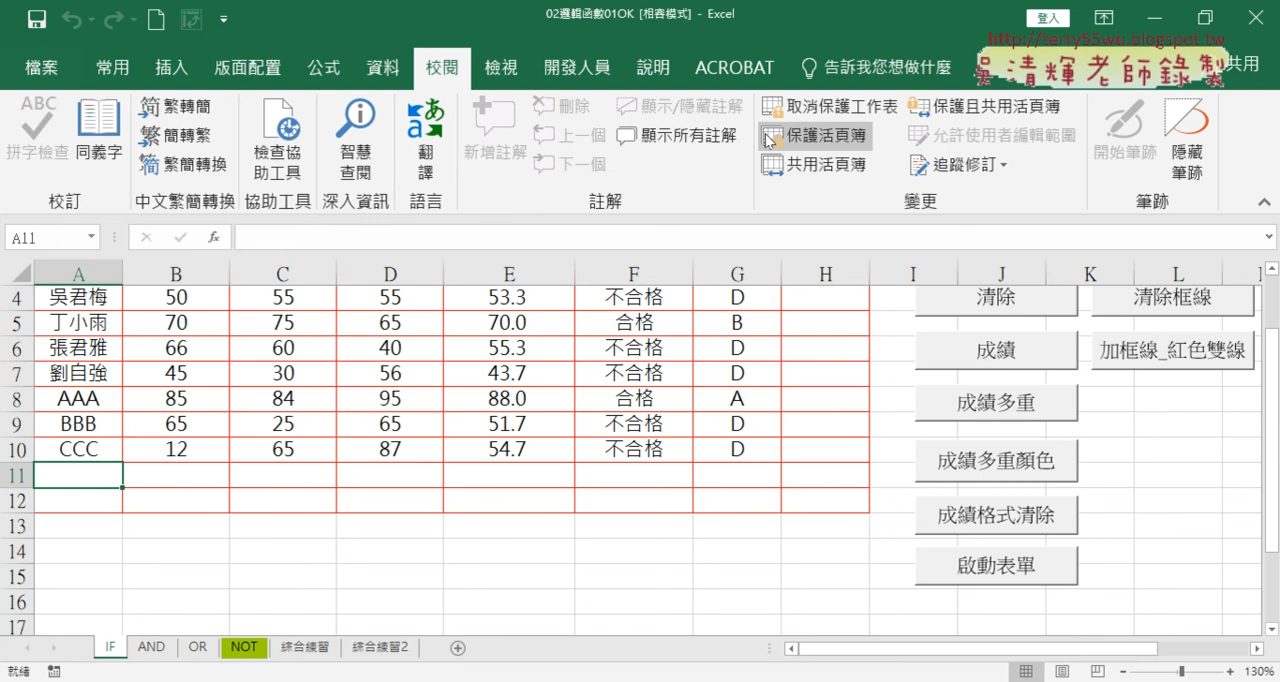 02邏輯函數01OK [相容模式] - Excel
登入
http://terry55wu.blogspot.tw
吳清輝老師錄製
檔案 常用 插入 版面配置 公式 資料 校閱 檢視 開發人員 說明 ACROBAT 告訴我您想做什麼 共用
ABC
拼字檢查
同義字
校訂
简 繁轉簡
繁 簡轉繁
簡 繁簡轉換
中文繁簡轉換
檢查協
助工具
協助工具
智慧
查閱
深入資訊
a あ
翻
譯
語言
新增註解
刪除
上一個
下一個
顯示/隱藏註解
顯示所有註解
註解
取消保護工作表
保護活頁簿
共用活頁簿
保護且共用活頁簿
允許使用者編輯範圍
追蹤修訂
變更
開始筆跡
隱藏
筆跡
筆跡
A11 fx
A B C D E F G H I J K L
4 吳君梅 50 55 55 53.3 不合格 D
5 丁小雨 70 75 65 70.0 合格 B
6 張君雅 66 60 40 55.3 不合格 D
7 劉自強 45 30 56 43.7 不合格 D
8 AAA 85 84 95 88.0 合格 A
9 BBB 65 25 65 51.7 不合格 D
10 CCC 12 65 87 54.7 不合格 D
11
12
13
14
15
16
17
清除 清除框線
成績 加框線_紅色雙線
成績多重
成績多重顏色
成績格式清除
啟動表單
IF AND OR NOT 綜合練習 綜合練習2
就緒 130%